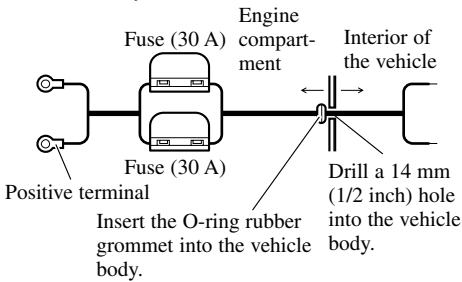 Fuse (30 A)
Engine
compart-
ment
Interior of
the vehicle
Fuse (30 A)
Positive terminal
Insert the O-ring rubber
grommet into the vehicle
body.
Drill a 14 mm
(1/2 inch) hole
into the vehicle
body.